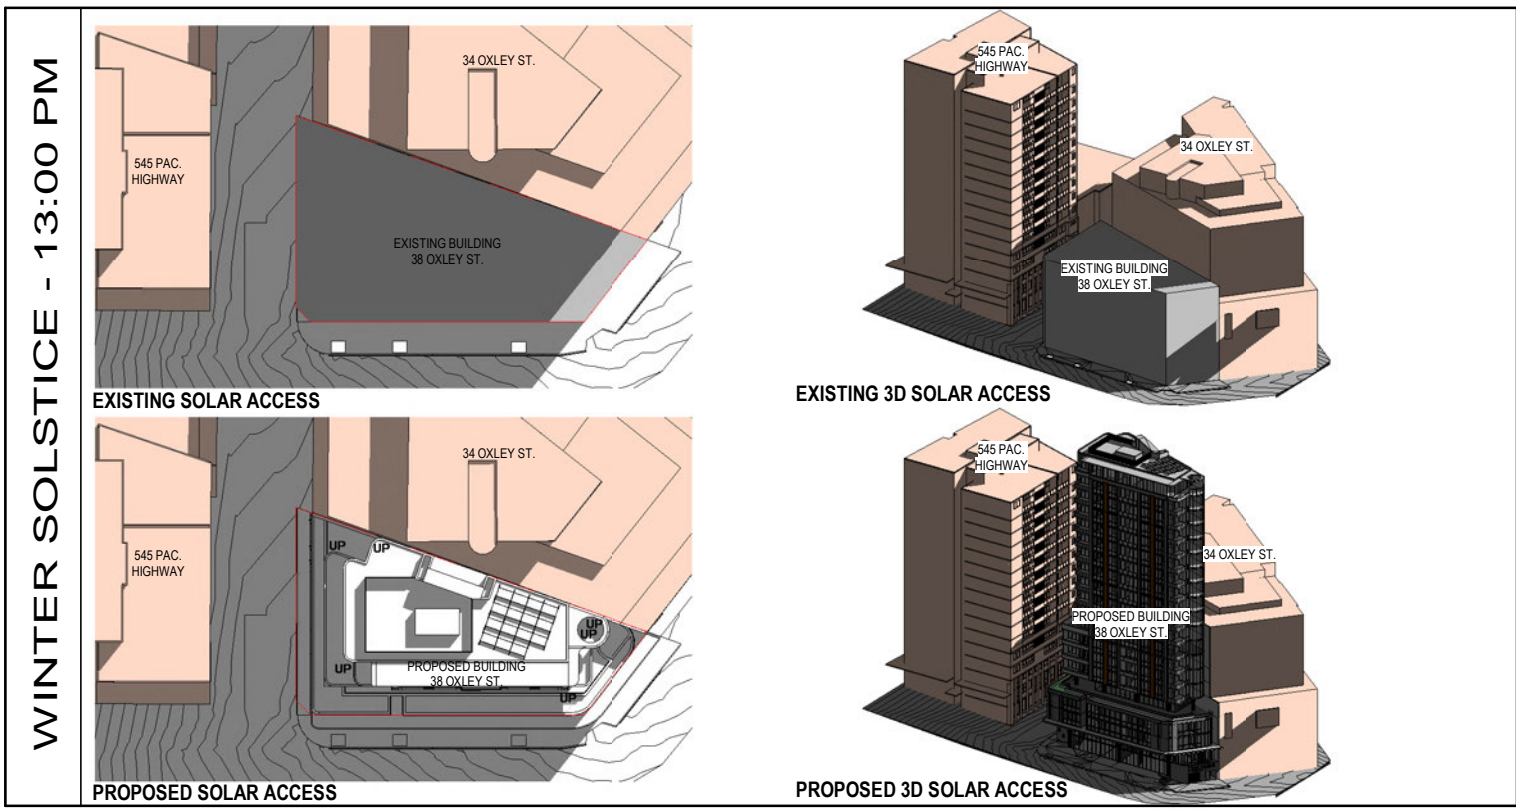 WINTER SOLSTICE - 13:00 PM
34 OXLEY ST.
545 PAC.
HIGHWAY
EXISTING BUILDING
38 OXLEY ST.
EXISTING SOLAR ACCESS
545 PAC.
HIGHWAY
34 OXLEY ST.
EXISTING BUILDING
38 OXLEY ST.
EXISTING 3D SOLAR ACCESS
34 OXLEY ST.
545 PAC.
HIGHWAY
UP
UP
UP
UP
UP
PROPOSED BUILDING
38 OXLEY ST.
UP
PROPOSED SOLAR ACCESS
545 PAC.
HIGHWAY
34 OXLEY ST.
PROPOSED BUILDING
38 OXLEY ST.
PROPOSED 3D SOLAR ACCESS